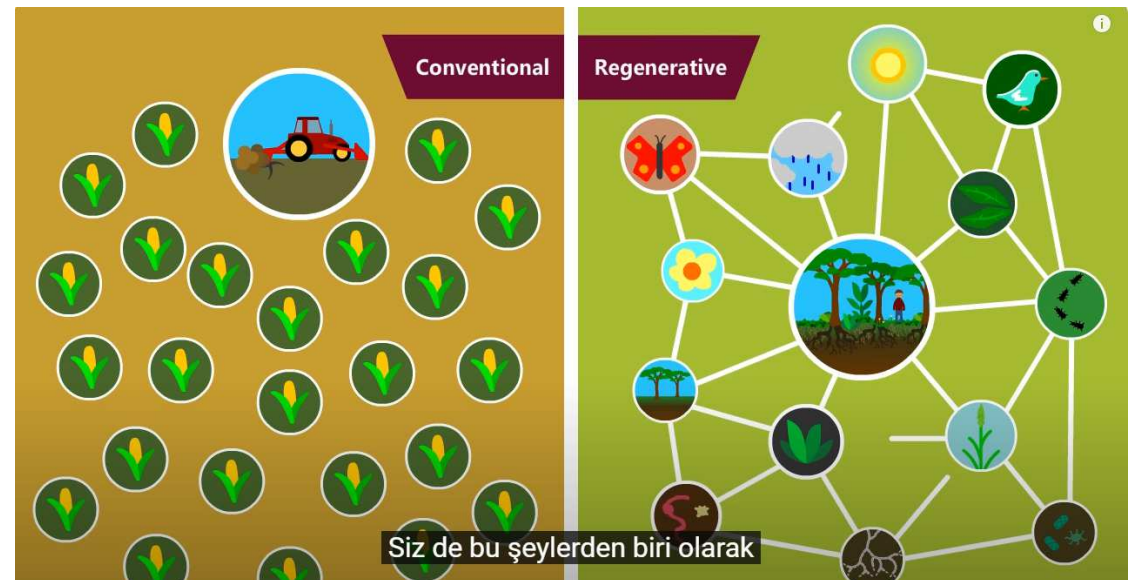 Conventional
Regenerative
Siz de bu şeylerden biri olarak